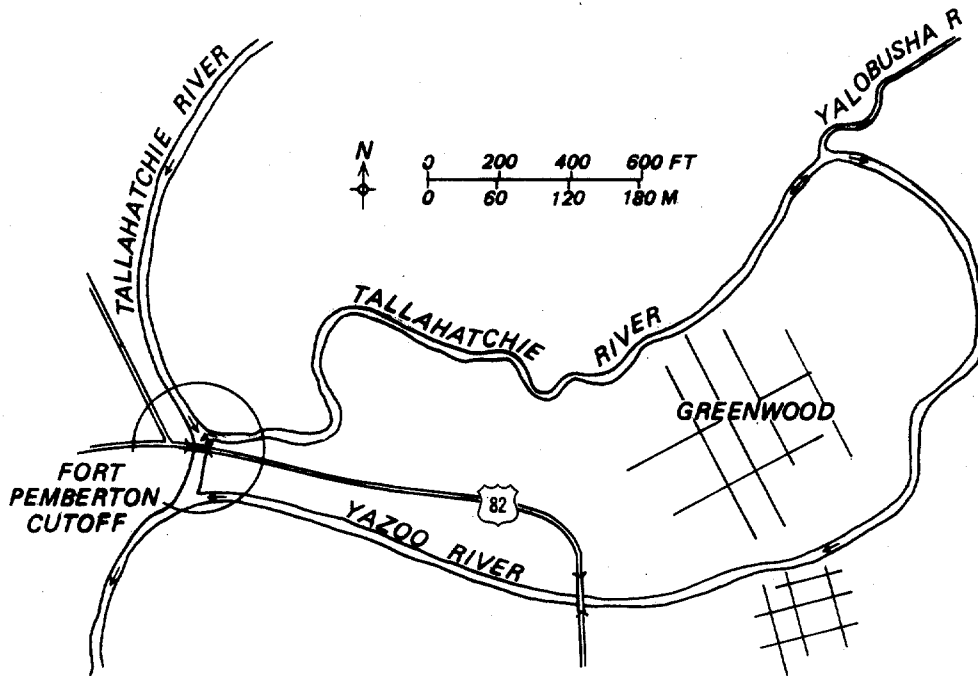 TALLAHATCHIE RIVER
YALOBUSHA R
N
0 200 400 600 FT
0 60 120 180 M
TALLAHATCHIE RIVER
GREENWOOD
FORT
PEMBERTON
CUTOFF
82
YAZOO RIVER